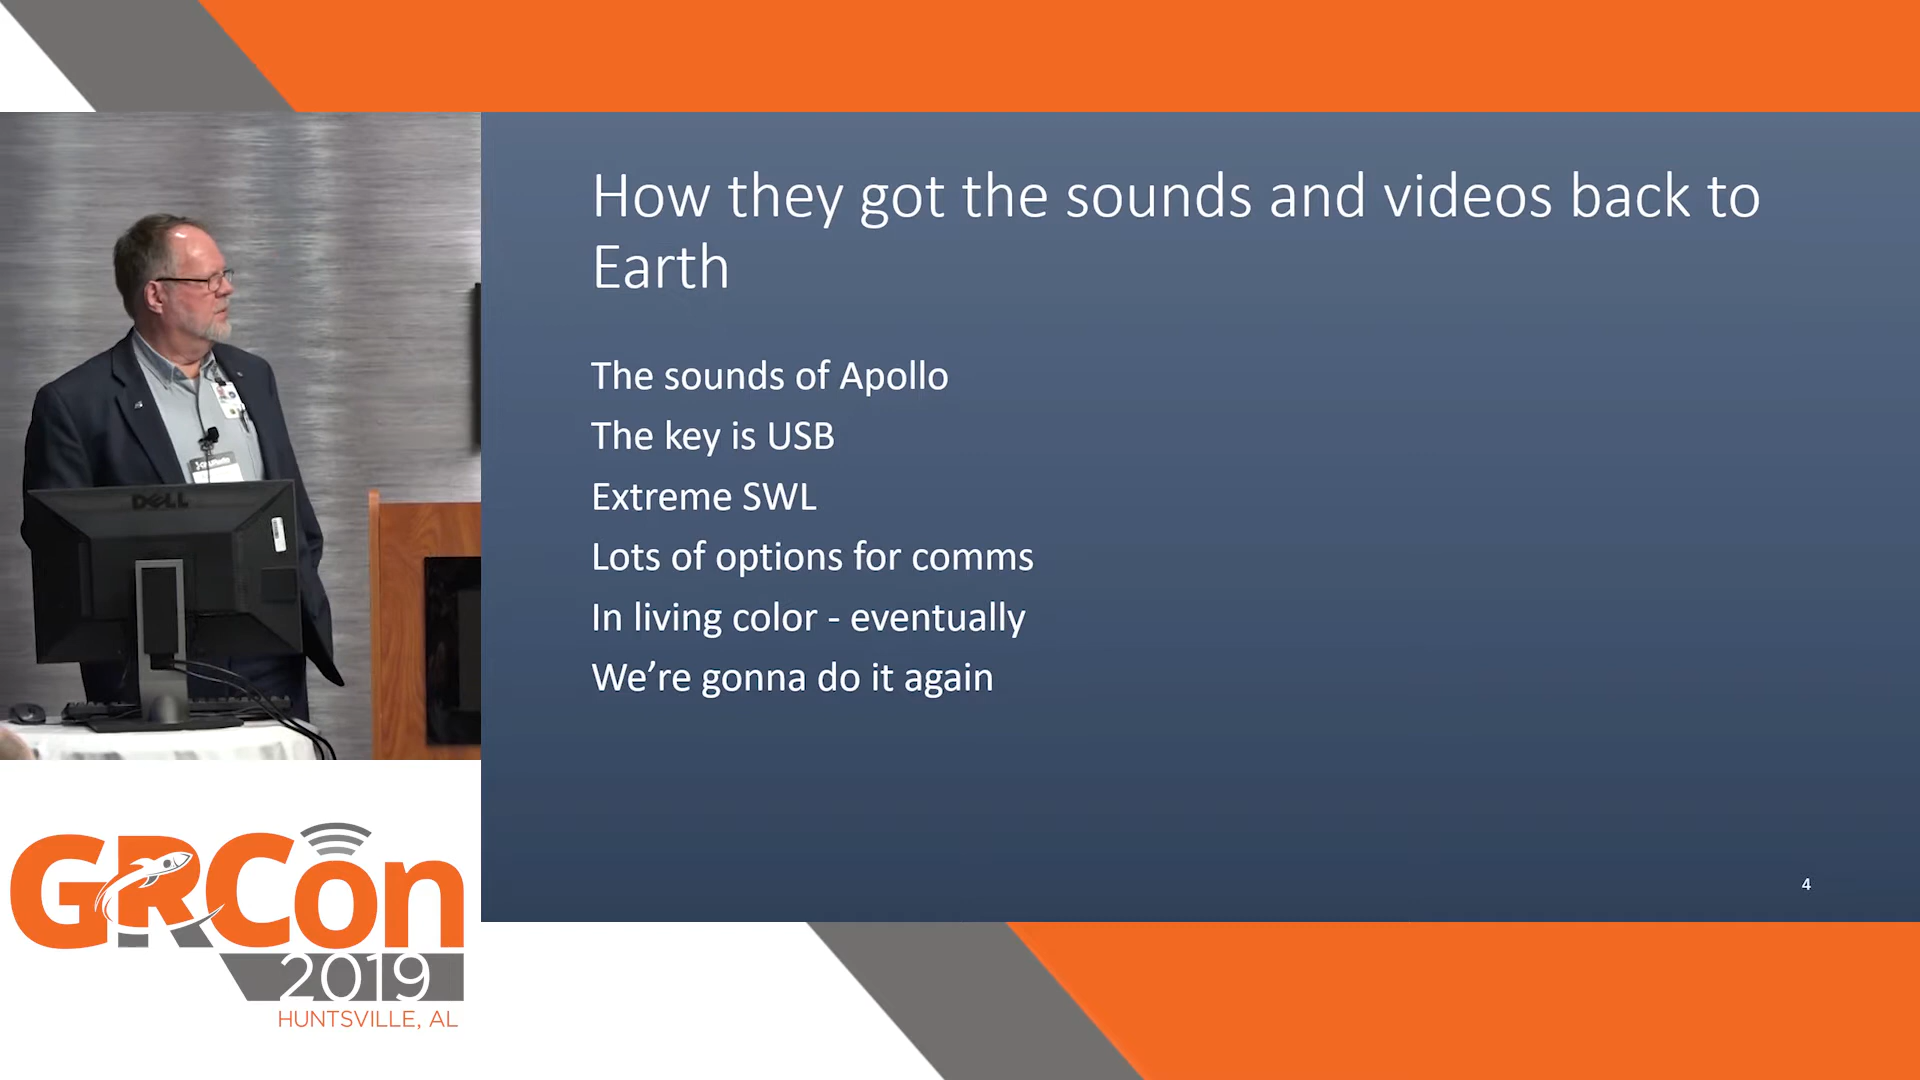 How they got the sounds and videos back to
Earth
The sounds of Apollo
The key is USB
Extreme SWL
Lots of options for comms
In living color - eventually
We’re gonna do it again
4
DELL
GRCon
2019
HUNTSVILLE, AL